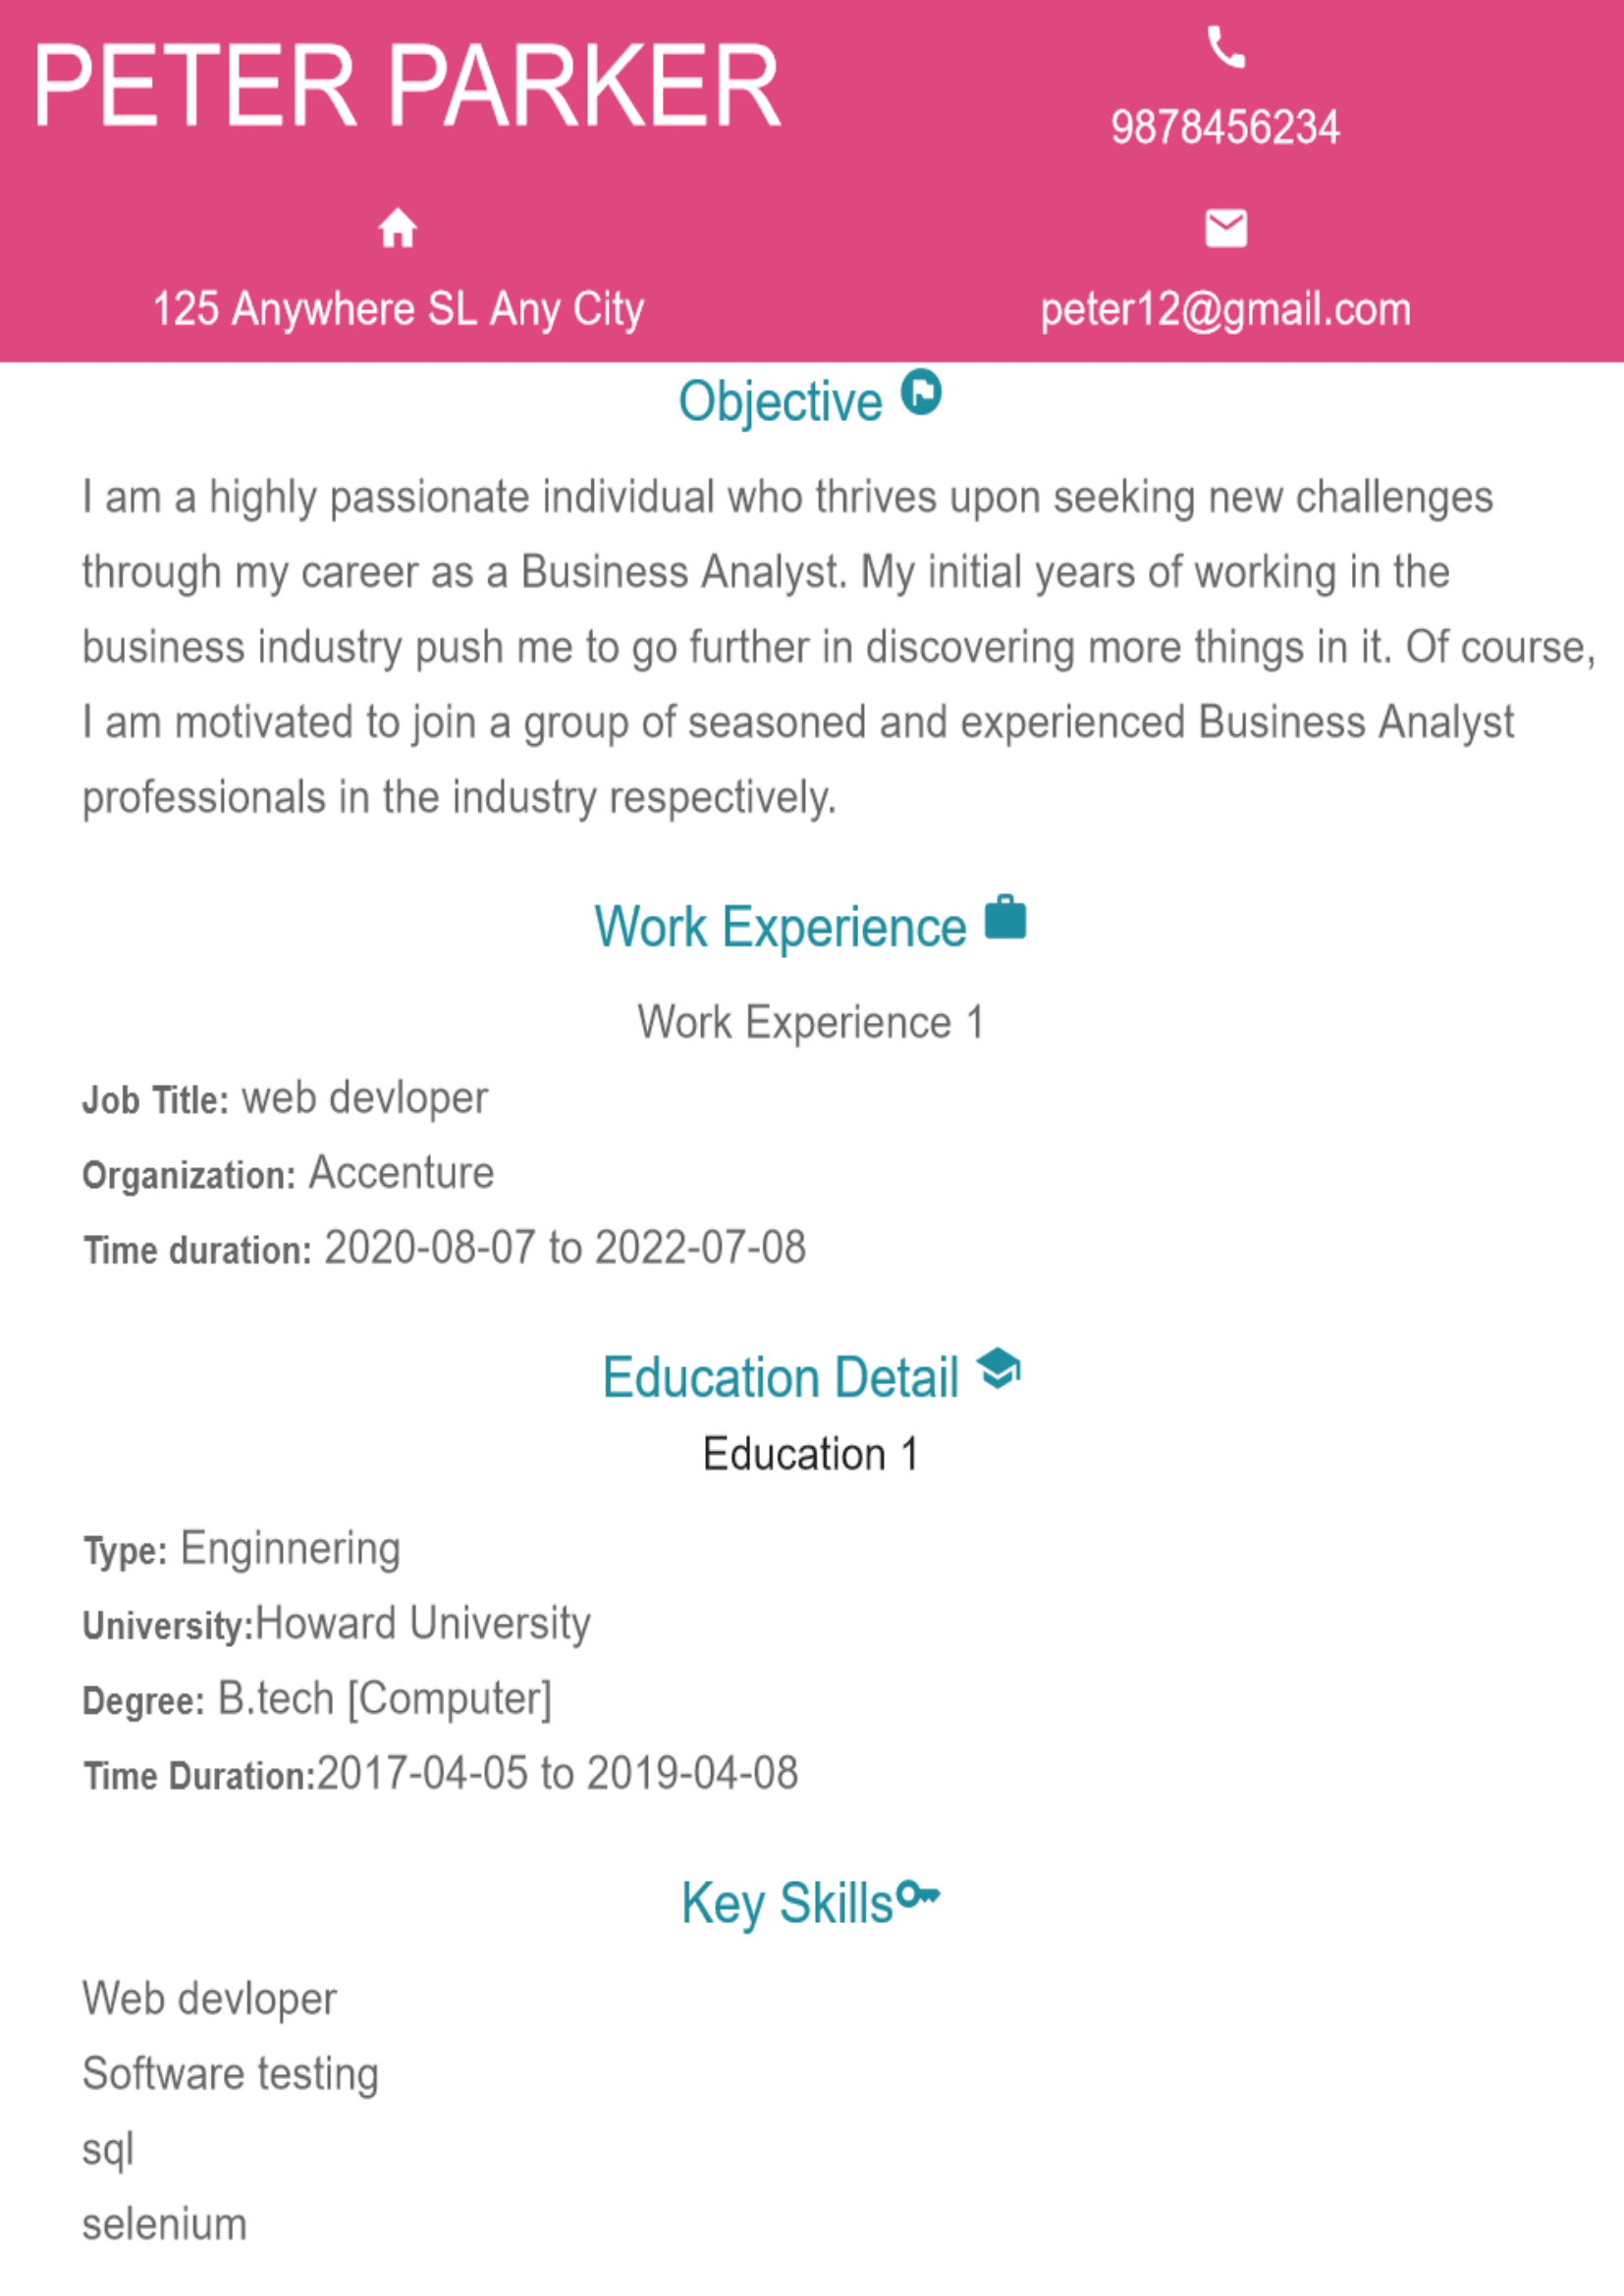 PETER PARKER
9878456234
125 Anywhere SL Any City
peter12@gmail.com
Objective
I am a highly passionate individual who thrives upon seeking new challenges
through my career as a Business Analyst. My initial years of working in the
business industry push me to go further in discovering more things in it. Of course,
I am motivated to join a group of seasoned and experienced Business Analyst
professionals in the industry respectively.
Work Experience
Work Experience 1
Job Title: web devloper
Organization: Accenture
Time duration: 2020-08-07 to 2022-07-08
Education Detail
Education 1
Type: Enginnering
University:Howard University
Degree: B.tech [Computer]
Time Duration:2017-04-05 to 2019-04-08
Key Skills
Web devloper
Software testing
sql
selenium